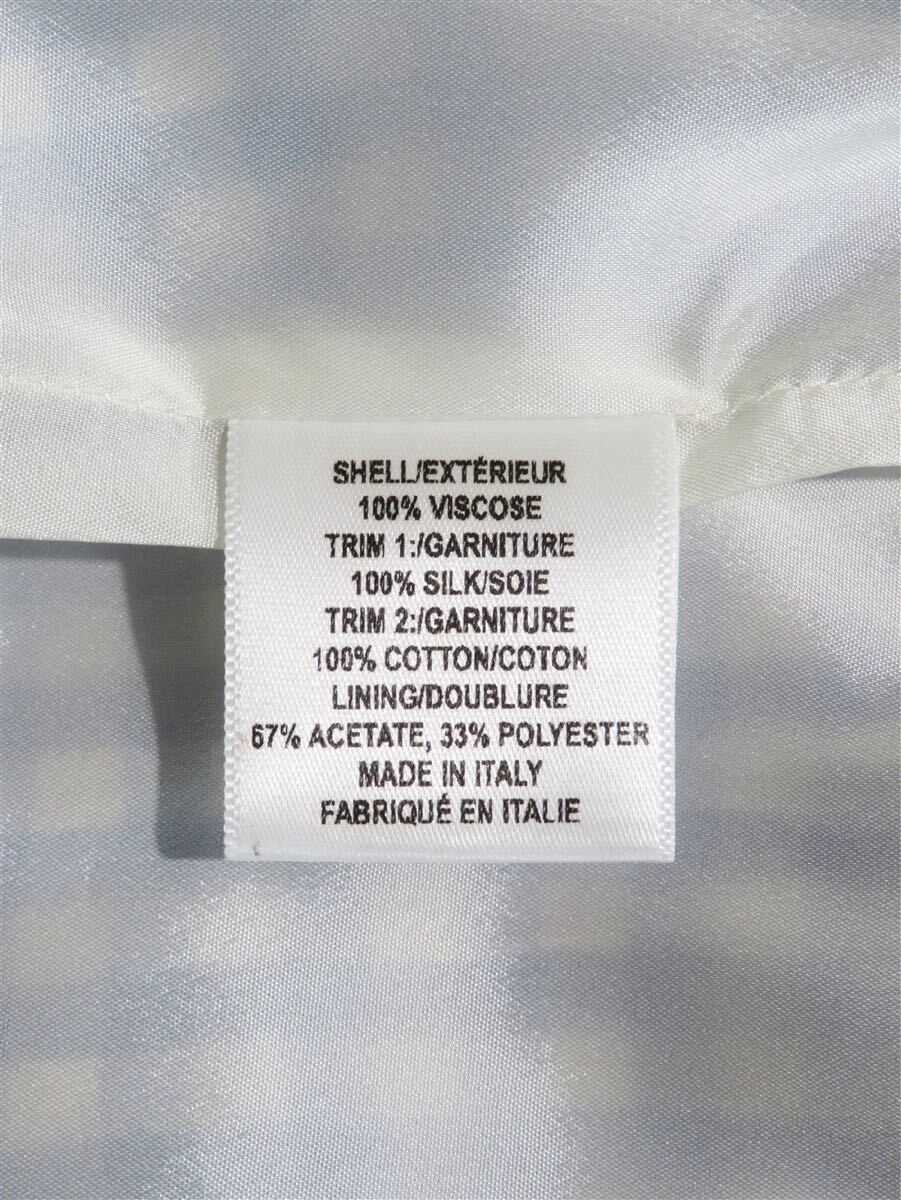 SHELL/EXTÉRIEUR
100% VISCOSE
TRIM 1:/GARNITURE
100% SILK/SOIE
TRIM 2:/GARNITURE
100% COTTON/COTON
LINING/DOUBLURE
67% ACETATE, 33% POLYESTER
MADE IN ITALY
FABRIQUÉ EN ITALIE